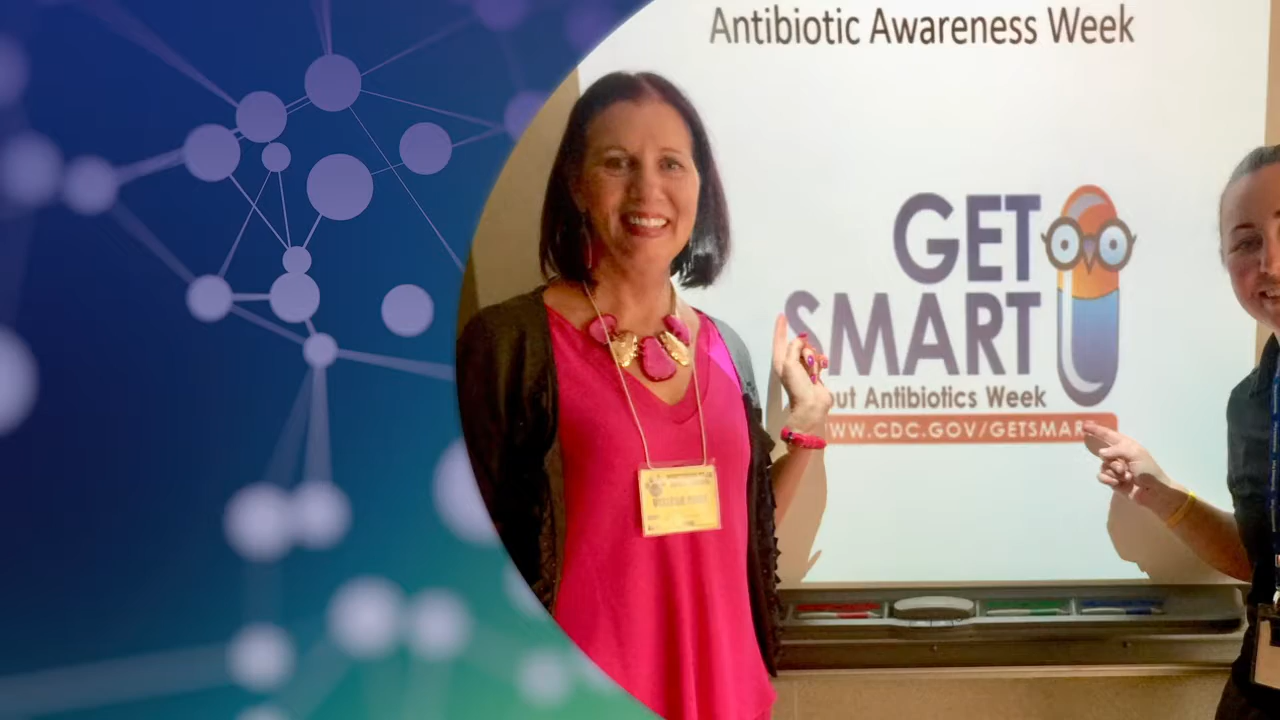 Antibiotic Awareness Week
GET
SMART
out Antibiotics Week
WWW.CDC.GOV/GETSMAR